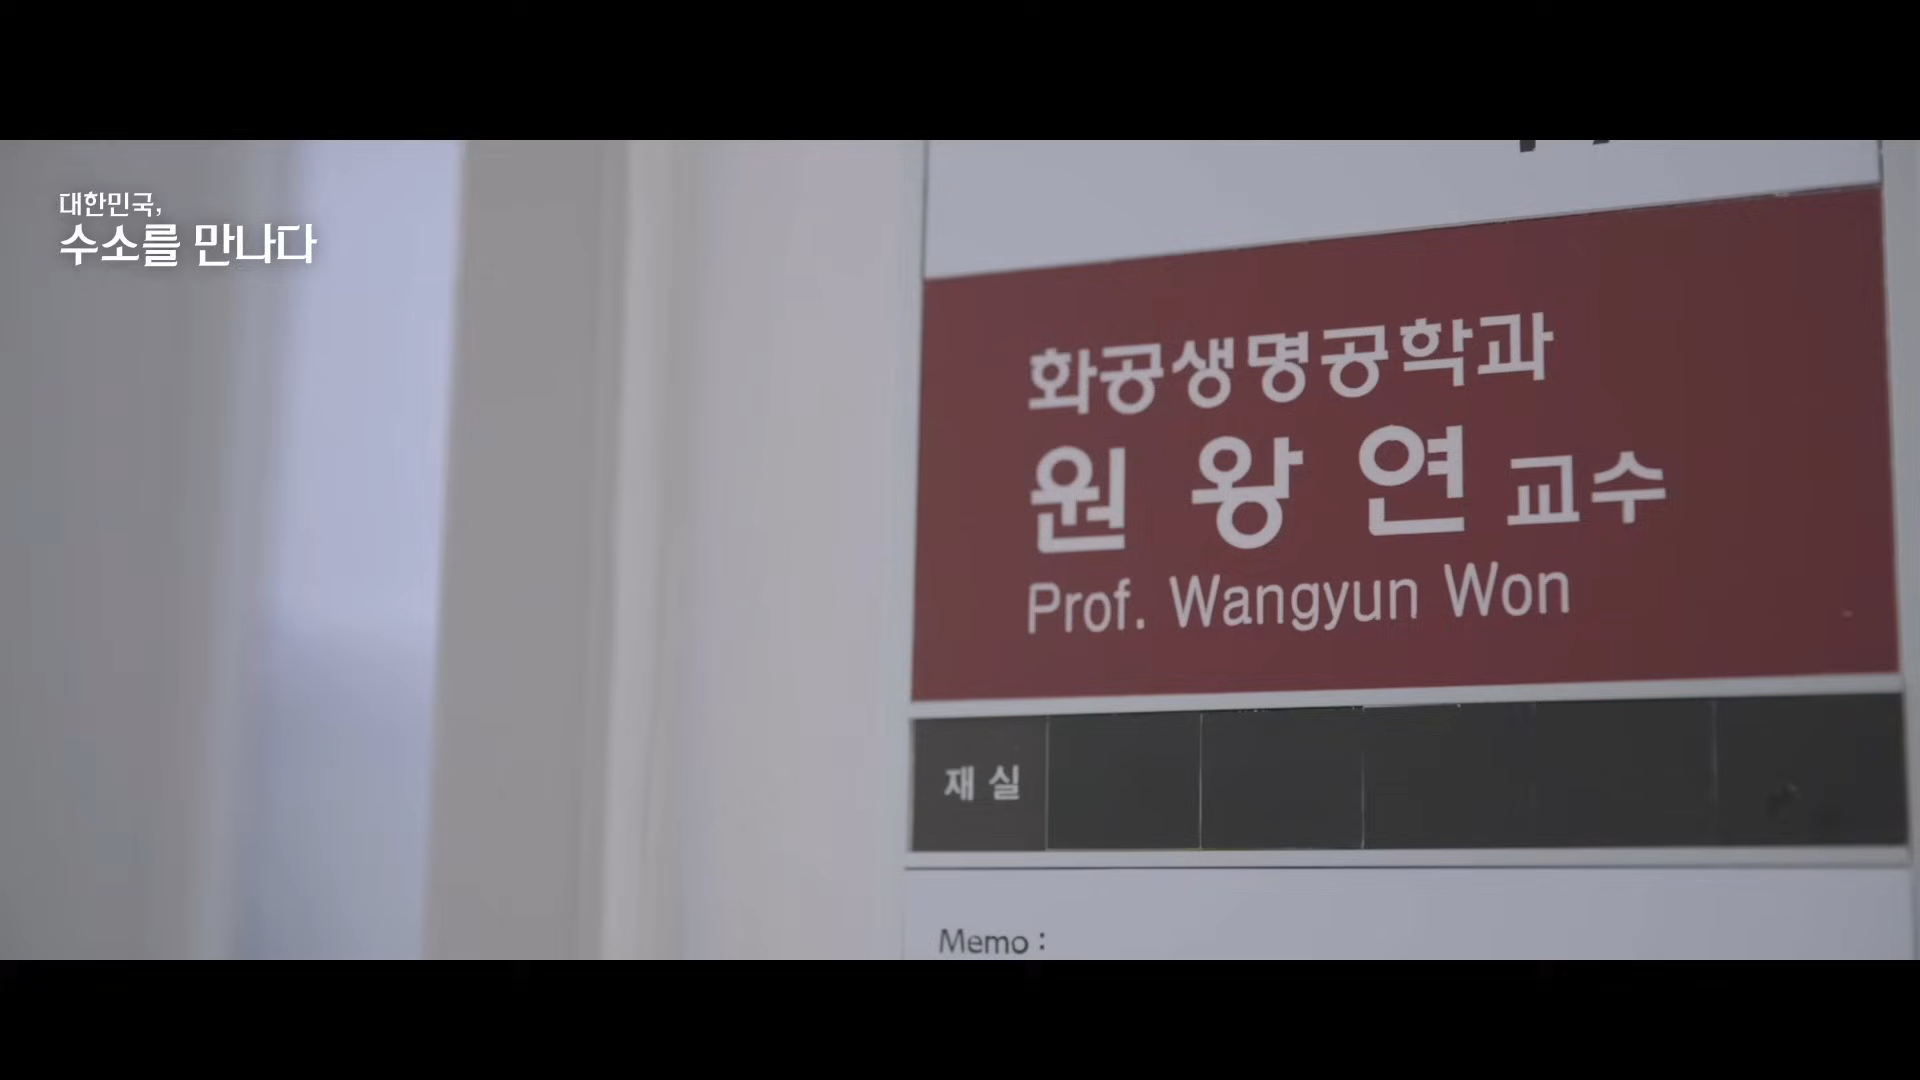 대한민국,
수소를 만나다
화공생명공학과
원 왕 연 교수
Prof. Wangyun Won
재 실
Memo :